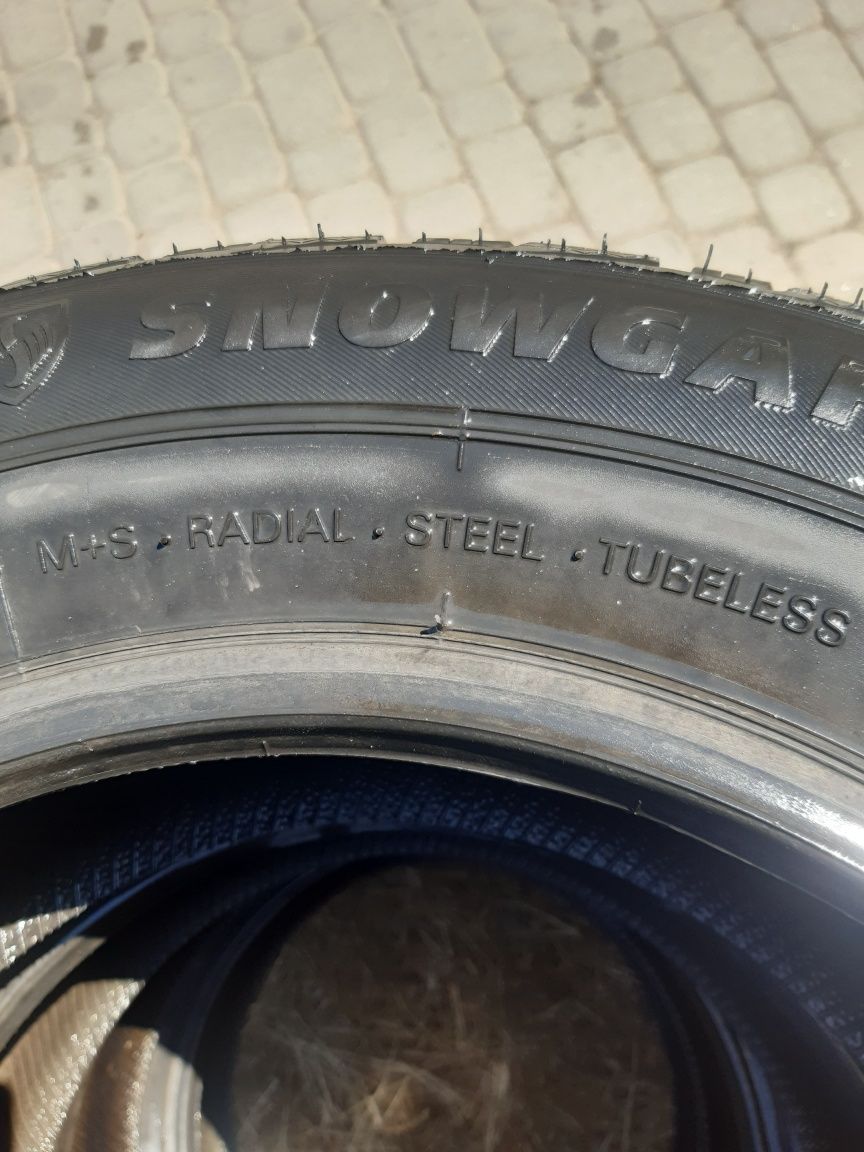 SNOWGA
M+S · RADIAL · STEEL · TUBELESS